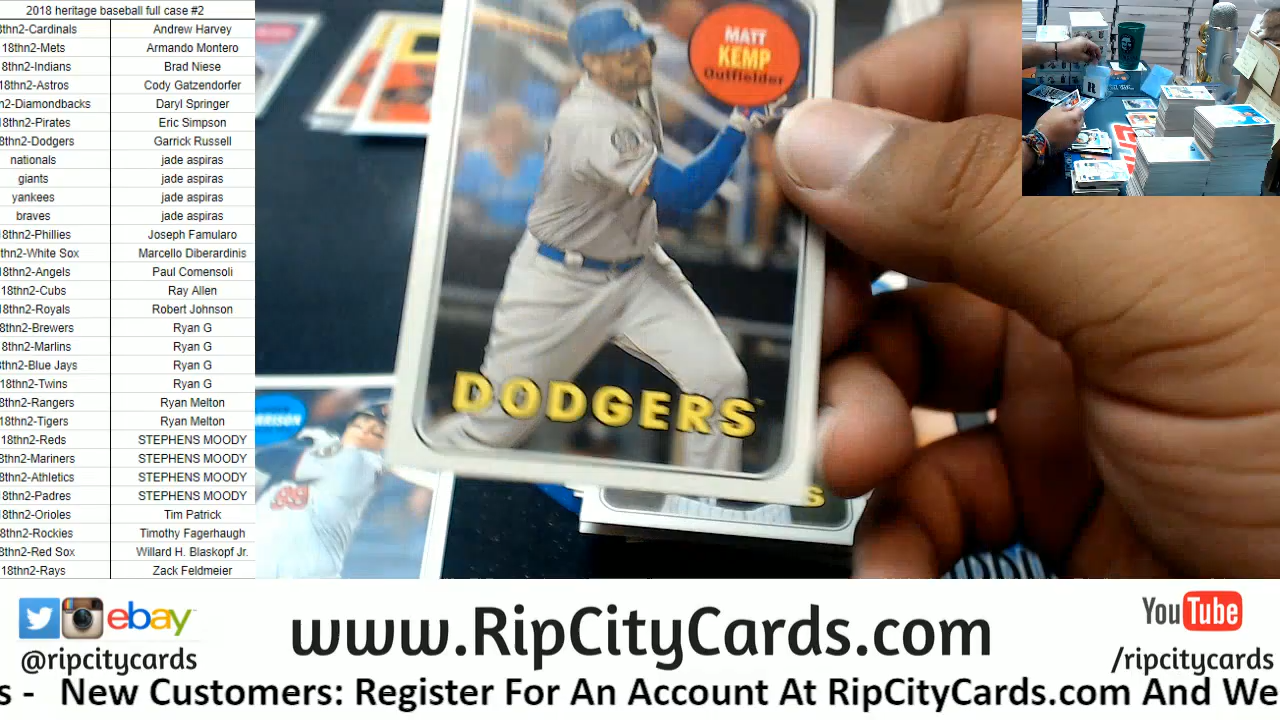 2018 heritage baseball full case #2
8thn2-Cardinals Andrew Harvey
18thn2-Mets Armando Montero
8thn2-Indians Brad Niese
18thn2-Astros Cody Gatzendorfer
n2-Diamondbacks Daryl Springer
8thn2-Pirates Eric Simpson
8thn2-Dodgers Garrick Russell
nationals jade aspiras
giants jade aspiras
yankees jade aspiras
braves jade aspiras
18thn2-Phillies Joseph Famularo
thn2-White Sox Marcello Diberardinis
18thn2-Angels Paul Comensoli
18thn2-Cubs Ray Allen
18thn2-Royals Robert Johnson
8thn2-Brewers Ryan G
8thn2-Marlins Ryan G
8thn2-Blue Jays Ryan G
18thn2-Twins Ryan G
8thn2-Rangers Ryan Melton
18thn2-Tigers Ryan Melton
18thn2-Reds STEPHENS MOODY
8thn2-Mariners STEPHENS MOODY
8thn2-Athletics STEPHENS MOODY
8thn2-Padres STEPHENS MOODY
18thn2-Orioles Tim Patrick
8thn2-Rockies Timothy Fagerhaugh
8thn2-Red Sox Willard H. Blaskopf Jr.
18thn2-Rays Zack Feldmeier
MATT
KEMP
Outfielder
DODGERS
S
99
R
ebay
@ripcitycards
www.RipCityCards.com
YouTube
/ripcitycards
s - New Customers: Register For An Account At RipCityCards.com And We